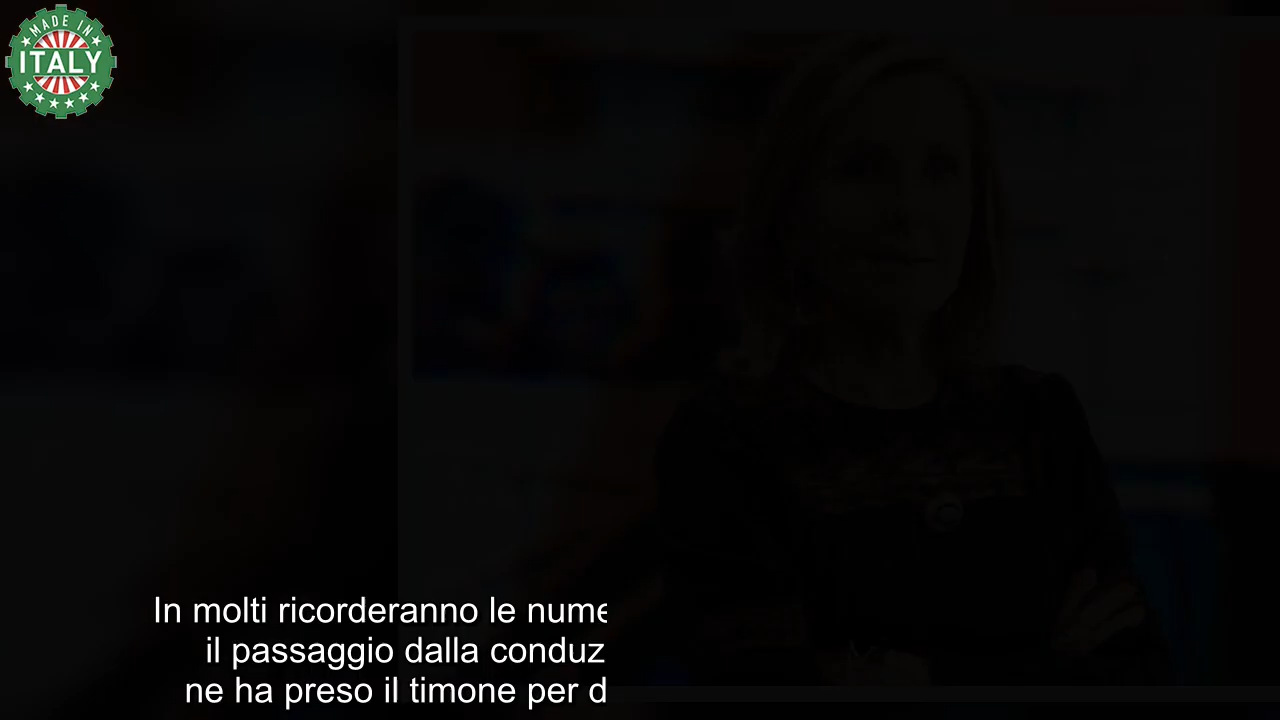 MADE IN
ITALY
In molti ricorderanno le nume
il passaggio dalla conduz
ne ha preso il timone per d